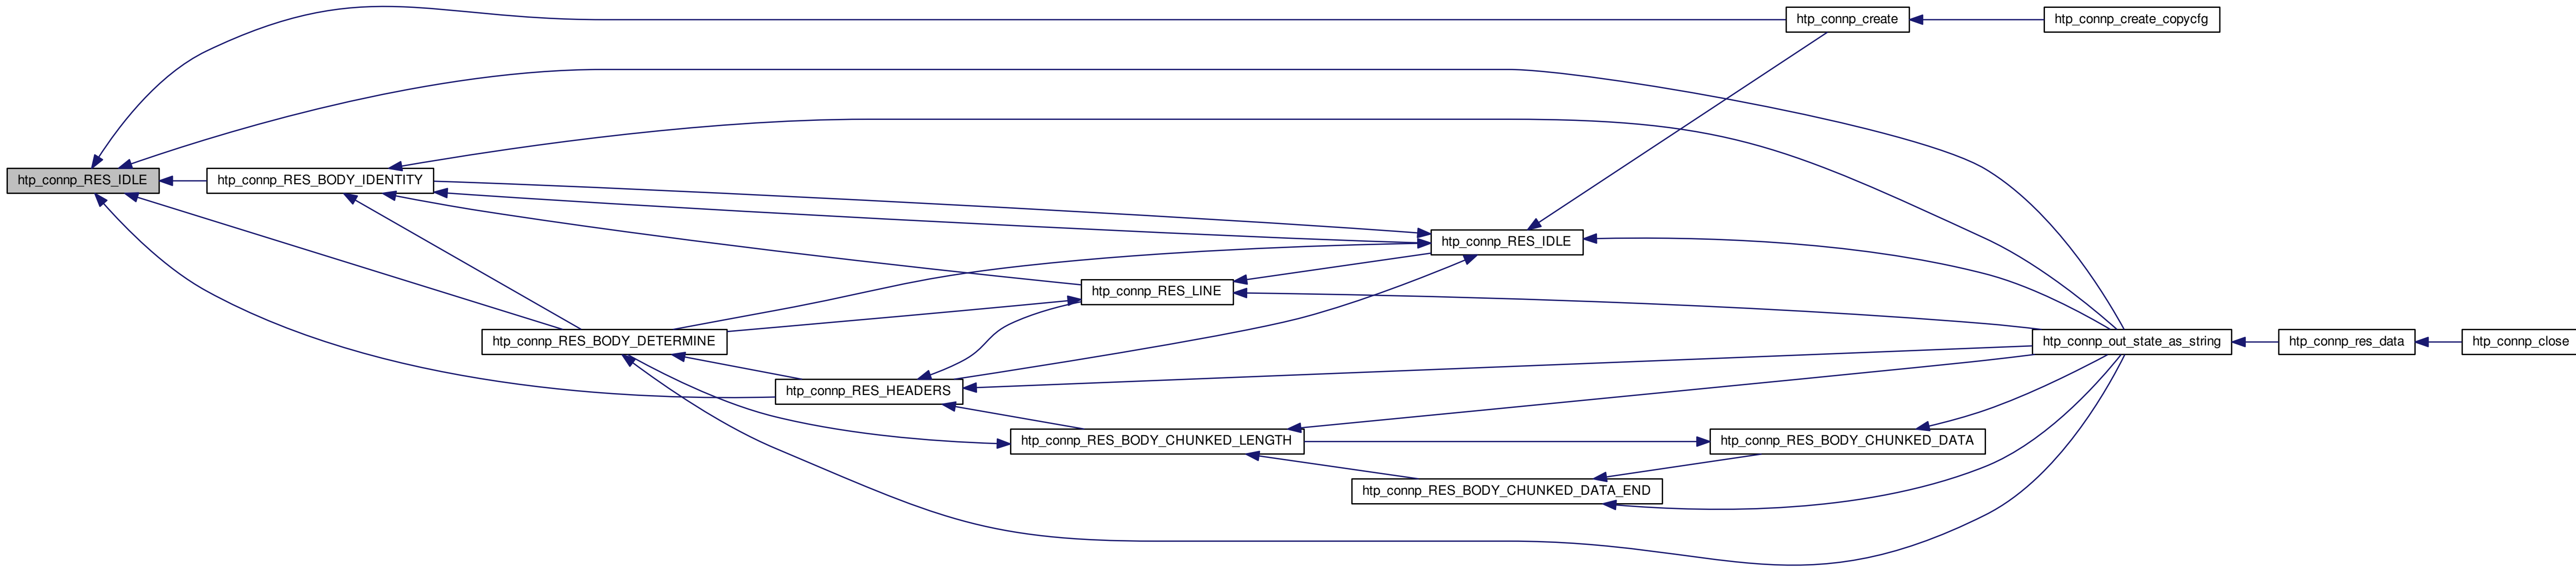 htp_connp_create
htp_connp_create_copycfg
htp_connp_RES_IDLE
htp_connp_RES_BODY_IDENTITY
htp_connp_RES_IDLE
htp_connp_RES_LINE
htp_connp_RES_BODY_DETERMINE
htp_connp_out_state_as_string
htp_connp_res_data
htp_connp_close
htp_connp_RES_HEADERS
htp_connp_RES_BODY_CHUNKED_LENGTH
htp_connp_RES_BODY_CHUNKED_DATA
htp_connp_RES_BODY_CHUNKED_DATA_END